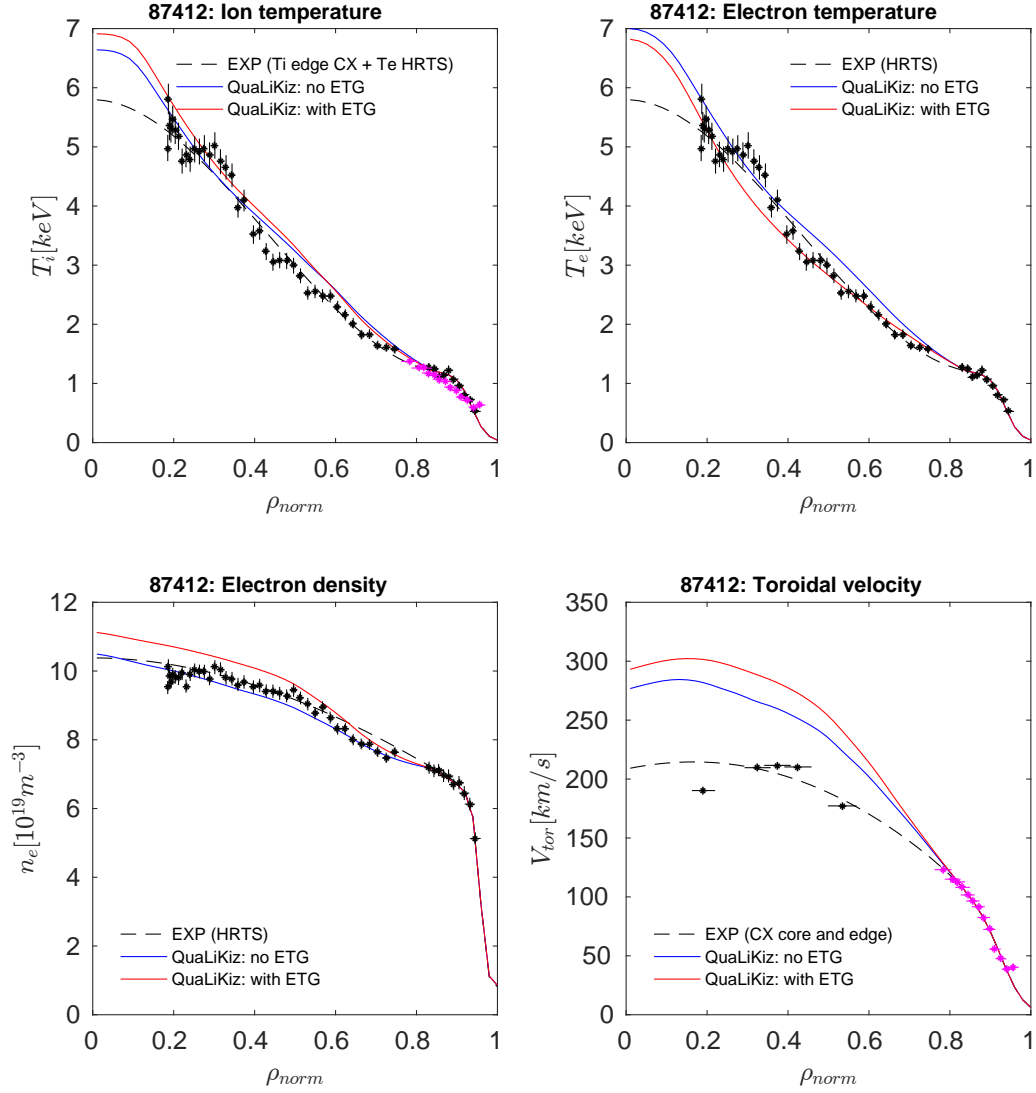 87412: Ion temperature
7
6
5
4
3
2
1
0
T_i[keV]
EXP (Ti edge CX + Te HRTS)
QuaLiKiz: no ETG
QuaLiKiz: with ETG
0 0.2 0.4 0.6 0.8 1
ρ_norm
87412: Electron temperature
7
6
5
4
3
2
1
0
T_e[keV]
EXP (HRTS)
QuaLiKiz: no ETG
QuaLiKiz: with ETG
0 0.2 0.4 0.6 0.8 1
ρ_norm
87412: Electron density
12
10
8
6
4
2
0
n_e[10^19 m^−3]
EXP (HRTS)
QuaLiKiz: no ETG
QuaLiKiz: with ETG
0 0.2 0.4 0.6 0.8 1
ρ_norm
87412: Toroidal velocity
350
300
250
200
150
100
50
0
V_tor[km/s]
EXP (CX core and edge)
QuaLiKiz: no ETG
QuaLiKiz: with ETG
0 0.2 0.4 0.6 0.8 1
ρ_norm